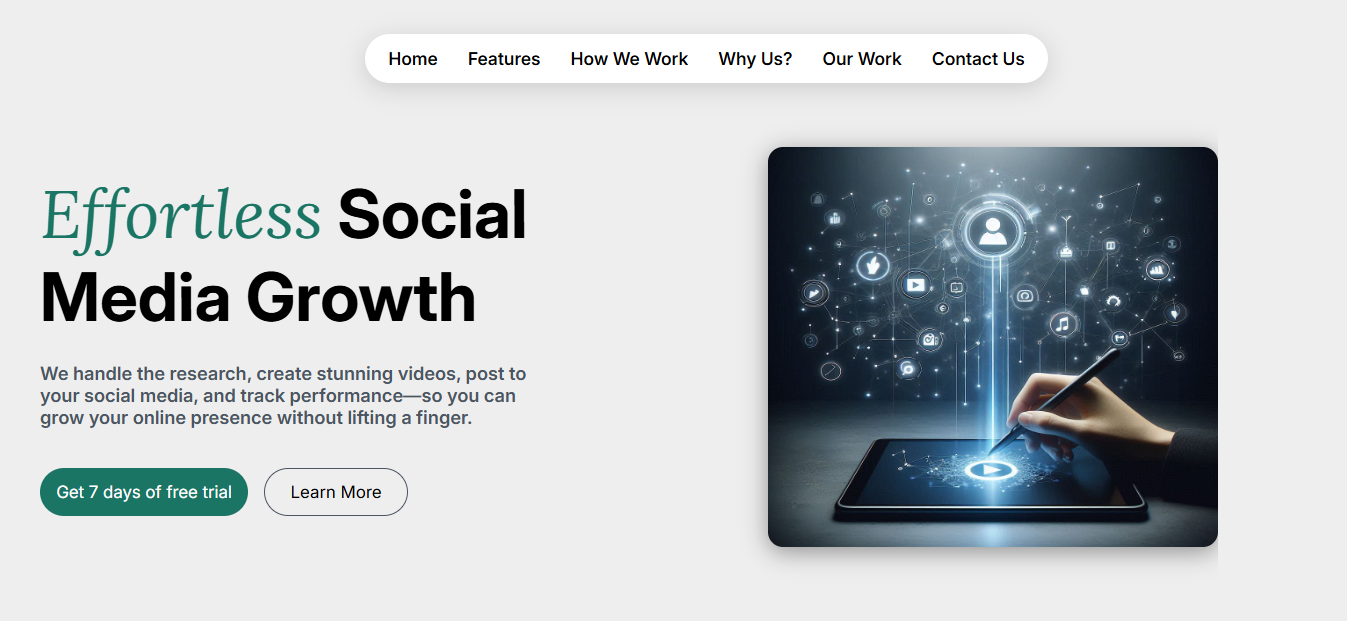 Home Features How We Work Why Us? Our Work Contact Us
Effortless Social
Media Growth
We handle the research, create stunning videos, post to
your social media, and track performance—so you can
grow your online presence without lifting a finger.
Get 7 days of free trial Learn More